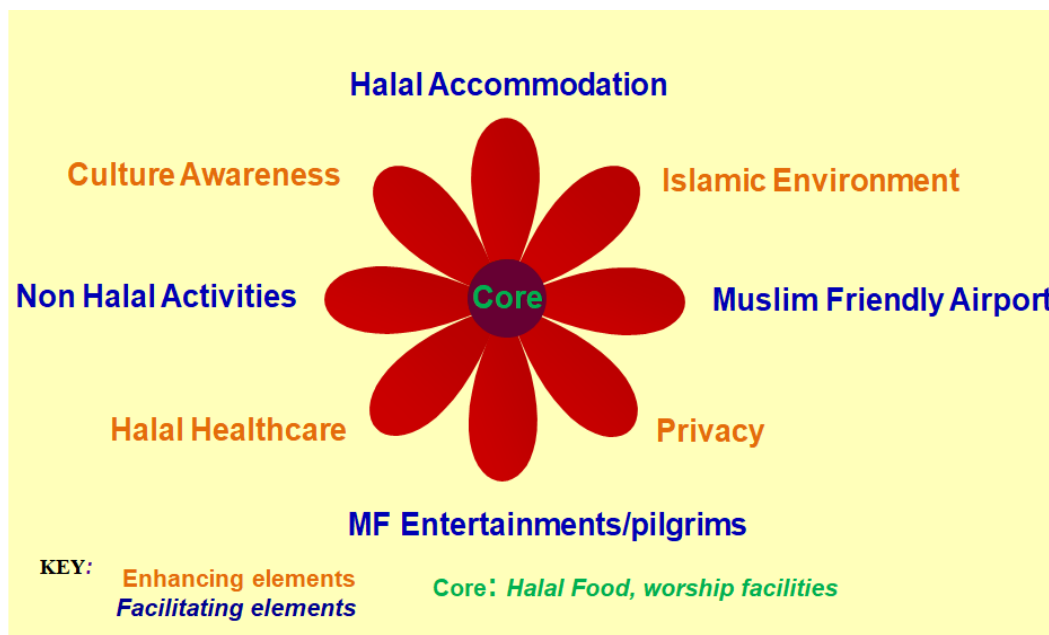 Halal Accommodation
Culture Awareness
Islamic Environment
Non Halal Activities
Core
Muslim Friendly Airport
Halal Healthcare
Privacy
MF Entertainments/pilgrims
KEY:
Enhancing elements
Facilitating elements
Core: Halal Food, worship facilities